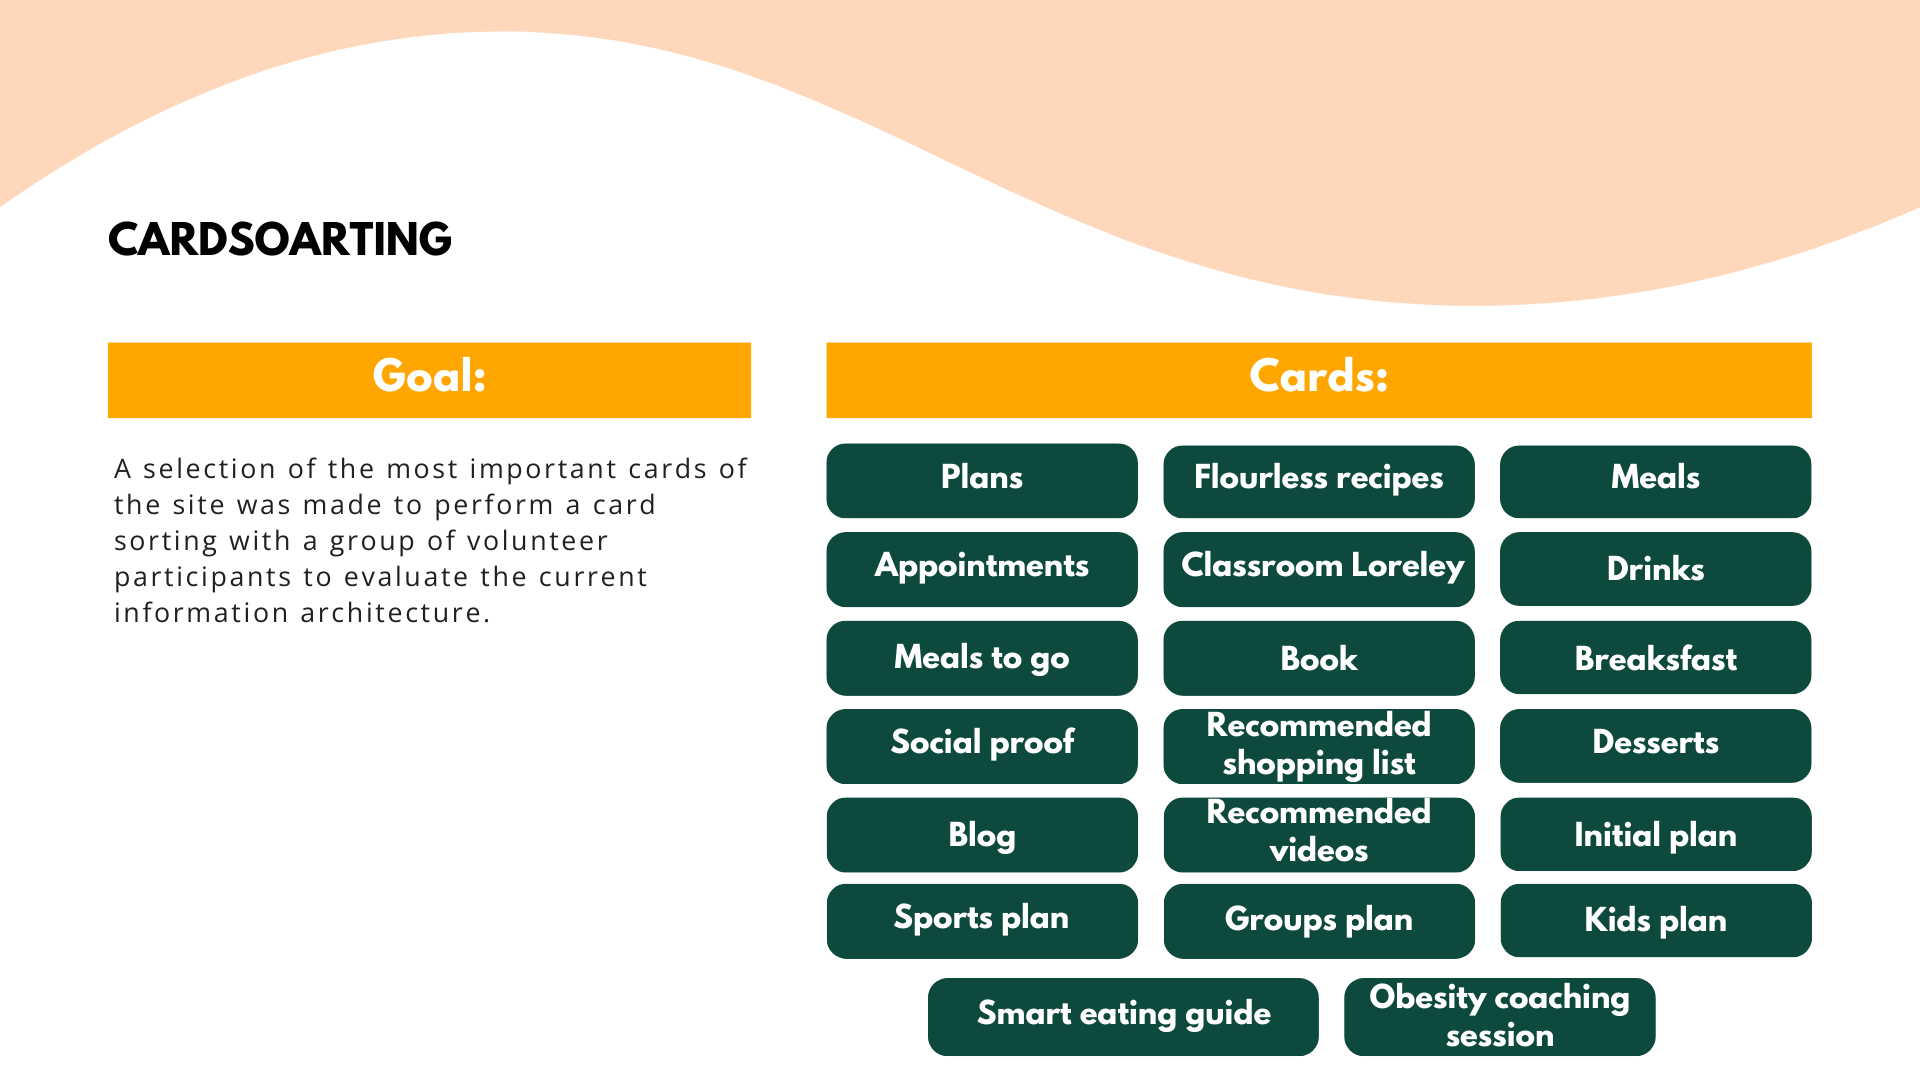 CARDSOARTING
Goal:
A selection of the most important cards of
the site was made to perform a card
sorting with a group of volunteer
participants to evaluate the current
information architecture.
Cards:
Plans
Flourless recipes
Meals
Appointments
Classroom Loreley
Drinks
Meals to go
Book
Breaksfast
Social proof
Recommended
shopping list
Desserts
Blog
Recommended
videos
Initial plan
Sports plan
Groups plan
Kids plan
Smart eating guide
Obesity coaching
session